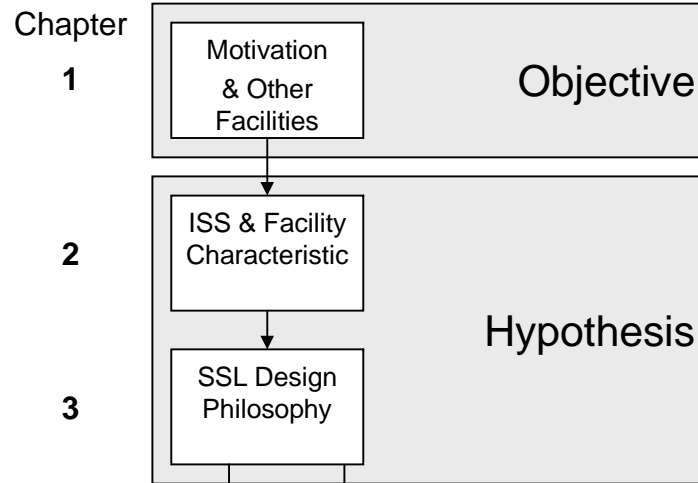 Chapter
1
Motivation
& Other
Facilities
Objective
2
ISS & Facility
Characteristic
Hypothesis
3
SSL Design
Philosophy